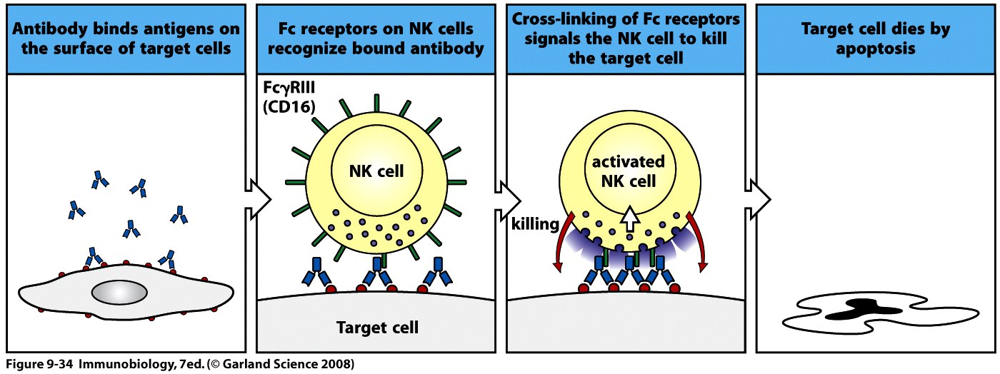 Antibody binds antigens on
the surface of target cells
Fc receptors on NK cells
recognize bound antibody
Cross-linking of Fc receptors
signals the NK cell to kill
the target cell
Target cell dies by
apoptosis
FcγRIII
(CD16)
NK cell
Target cell
activated
NK cell
killing
Figure 9-34 Immunobiology, 7ed. (© Garland Science 2008)